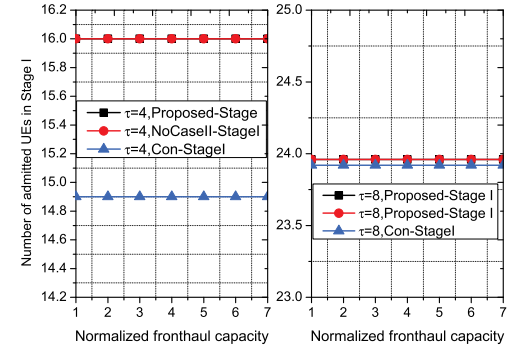 Number of admitted UEs in Stage I
16.2
16.0
15.8
15.6
15.4
15.2
15.0
14.8
14.6
14.4
14.2
τ=4,Proposed-Stage
τ=4,NoCaseII-StageI
τ=4,Con-StageI
1 2 3 4 5 6 7
Normalized fronthaul capacity
25.0
24.5
24.0
23.5
23.0
τ=8,Proposed-Stage I
τ=8,Proposed-Stage I
τ=8,Con-StageI
1 2 3 4 5 6 7
Normalized fronthaul capacity